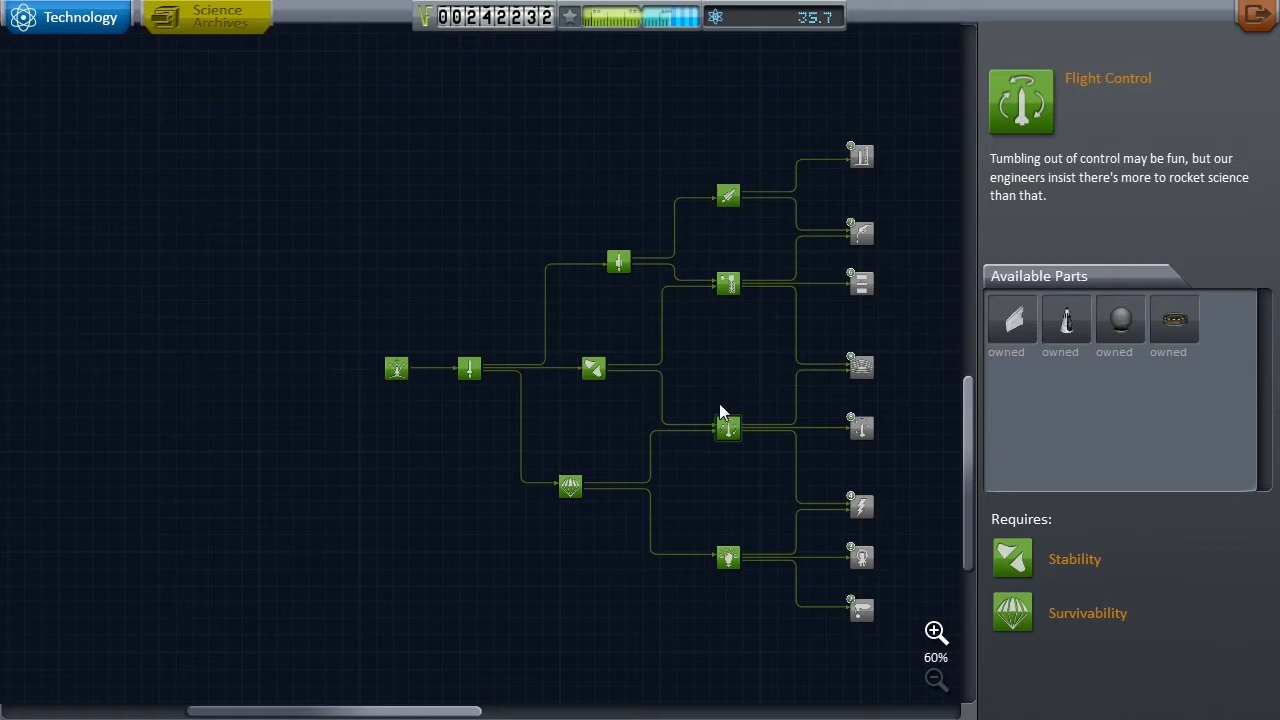 Technology
Science
Archives
00242232
35.7
Flight Control
Tumbling out of control may be fun, but our
engineers insist there's more to rocket science
than that.
Available Parts
owned owned owned owned
Requires:
Stability
Survivability
60%